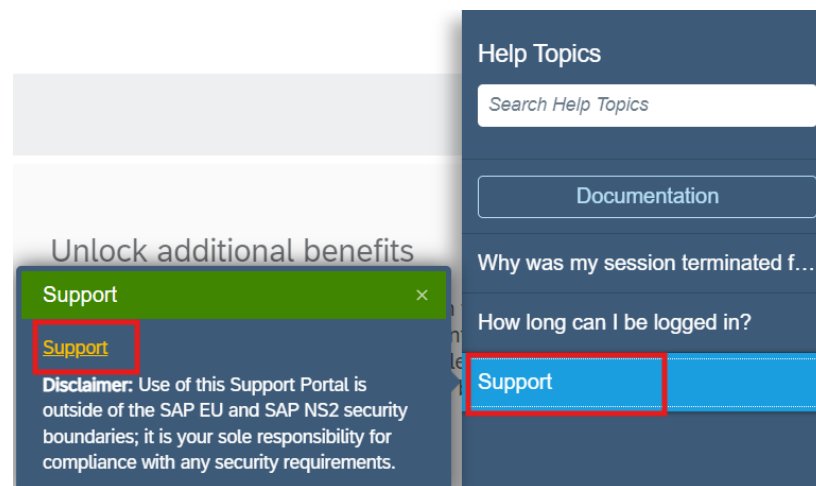 Help Topics
Search Help Topics
Documentation
Why was my session terminated f...
How long can I be logged in?
Support
Unlock additional benefits
Support ×
Support
Disclaimer: Use of this Support Portal is
outside of the SAP EU and SAP NS2 security
boundaries; it is your sole responsibility for
compliance with any security requirements.